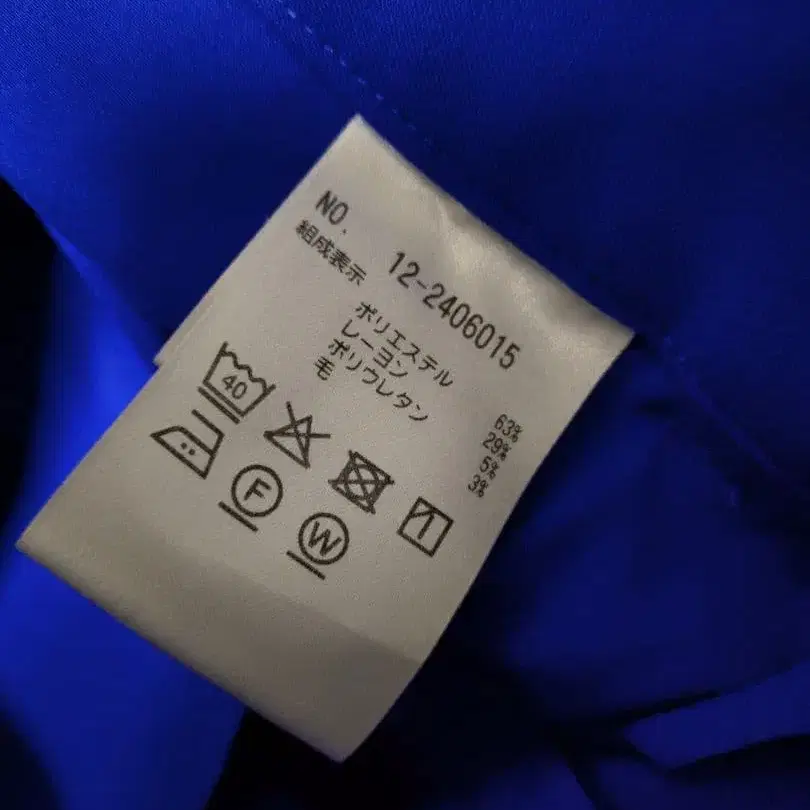 NO. 12-2406015
組成表示
ポリエステル 63%
レーヨン 29%
ポリウレタン 5%
毛 3%
40
F
W